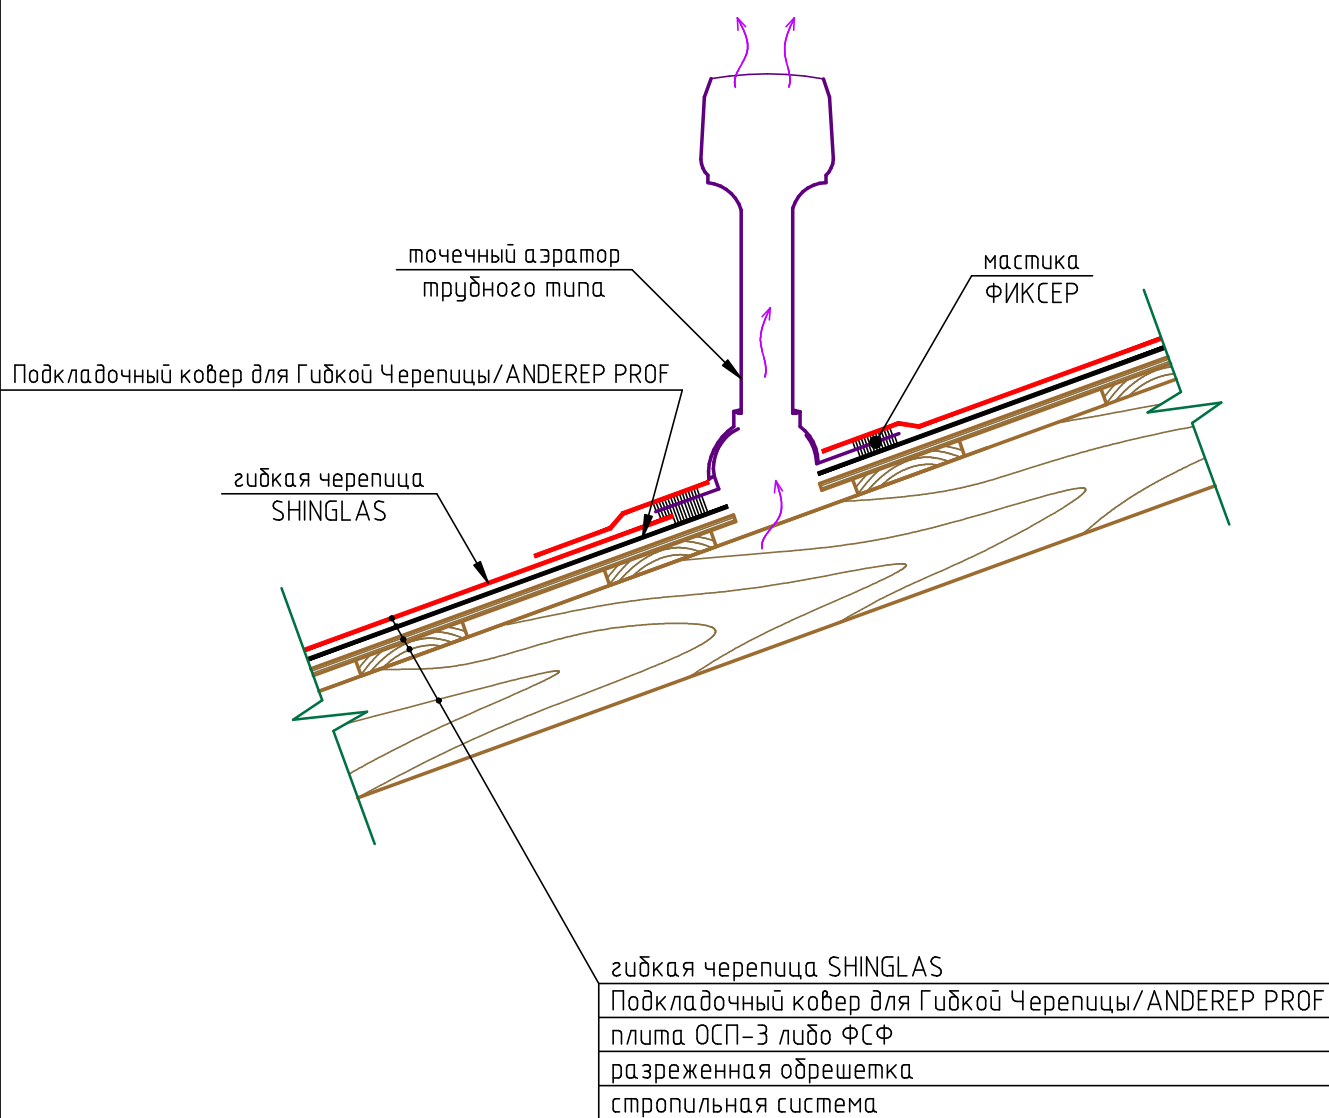 точечный аэратор
трубного типа
мастика
ФИКСЕР
Подкладочный ковер для Гибкой Черепицы/ANDEREP PROF
гибкая черепица
SHINGLAS
гибкая черепица SHINGLAS
Подкладочный ковер для Гибкой Черепицы/ANDEREP PROF
плита ОСП-3 либо ФСФ
разреженная обрешетка
стропильная система